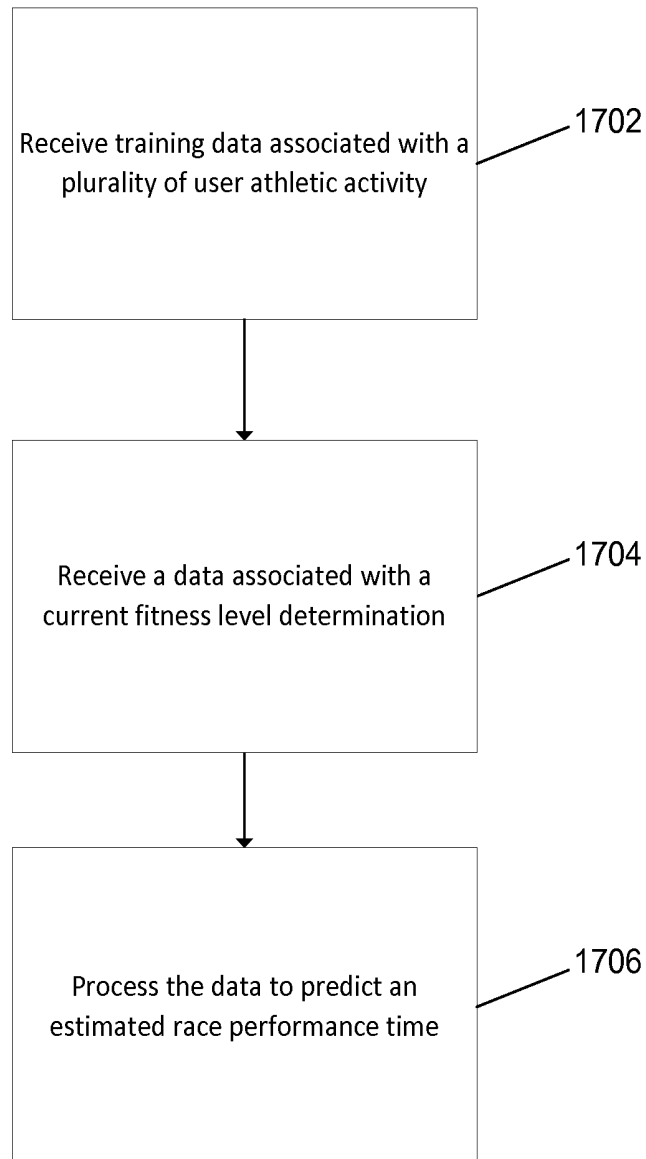 Receive training data associated with a
plurality of user athletic activity
1702
Receive a data associated with a
current fitness level determination
1704
Process the data to predict an
estimated race performance time
1706